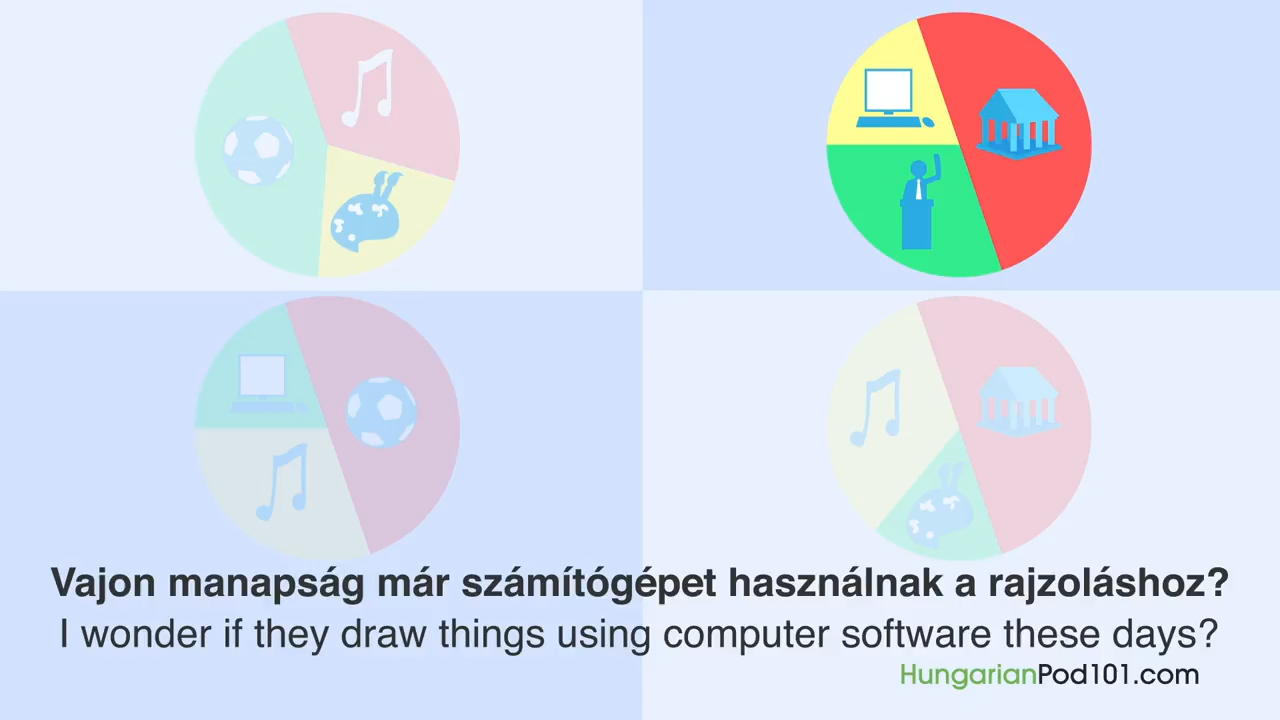 Vajon manapság már számítógépet használnak a rajzoláshoz?
I wonder if they draw things using computer software these days?
HungarianPod101.com